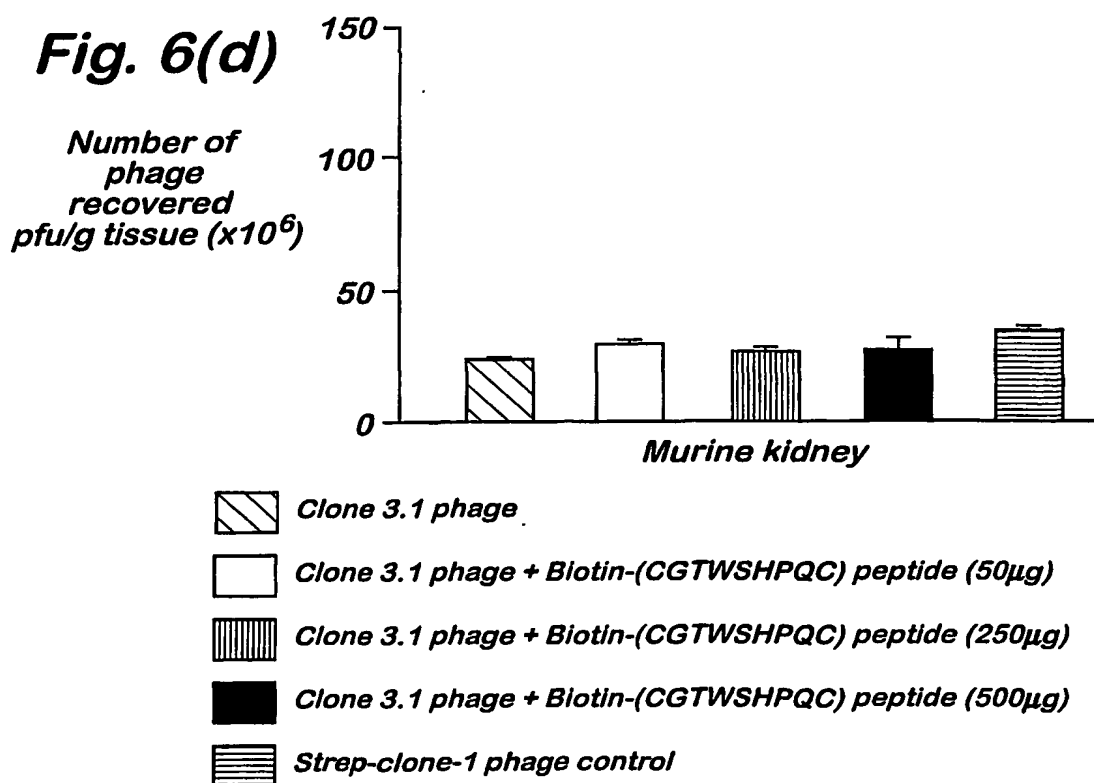 Fig. 6(d)
Number of
phage
recovered
pfu/g tissue (x10⁶)
150
100
50
0
Murine kidney
Clone 3.1 phage
Clone 3.1 phage + Biotin-(CGTWSHPQC) peptide (50µg)
Clone 3.1 phage + Biotin-(CGTWSHPQC) peptide (250µg)
Clone 3.1 phage + Biotin-(CGTWSHPQC) peptide (500µg)
Strep-clone-1 phage control